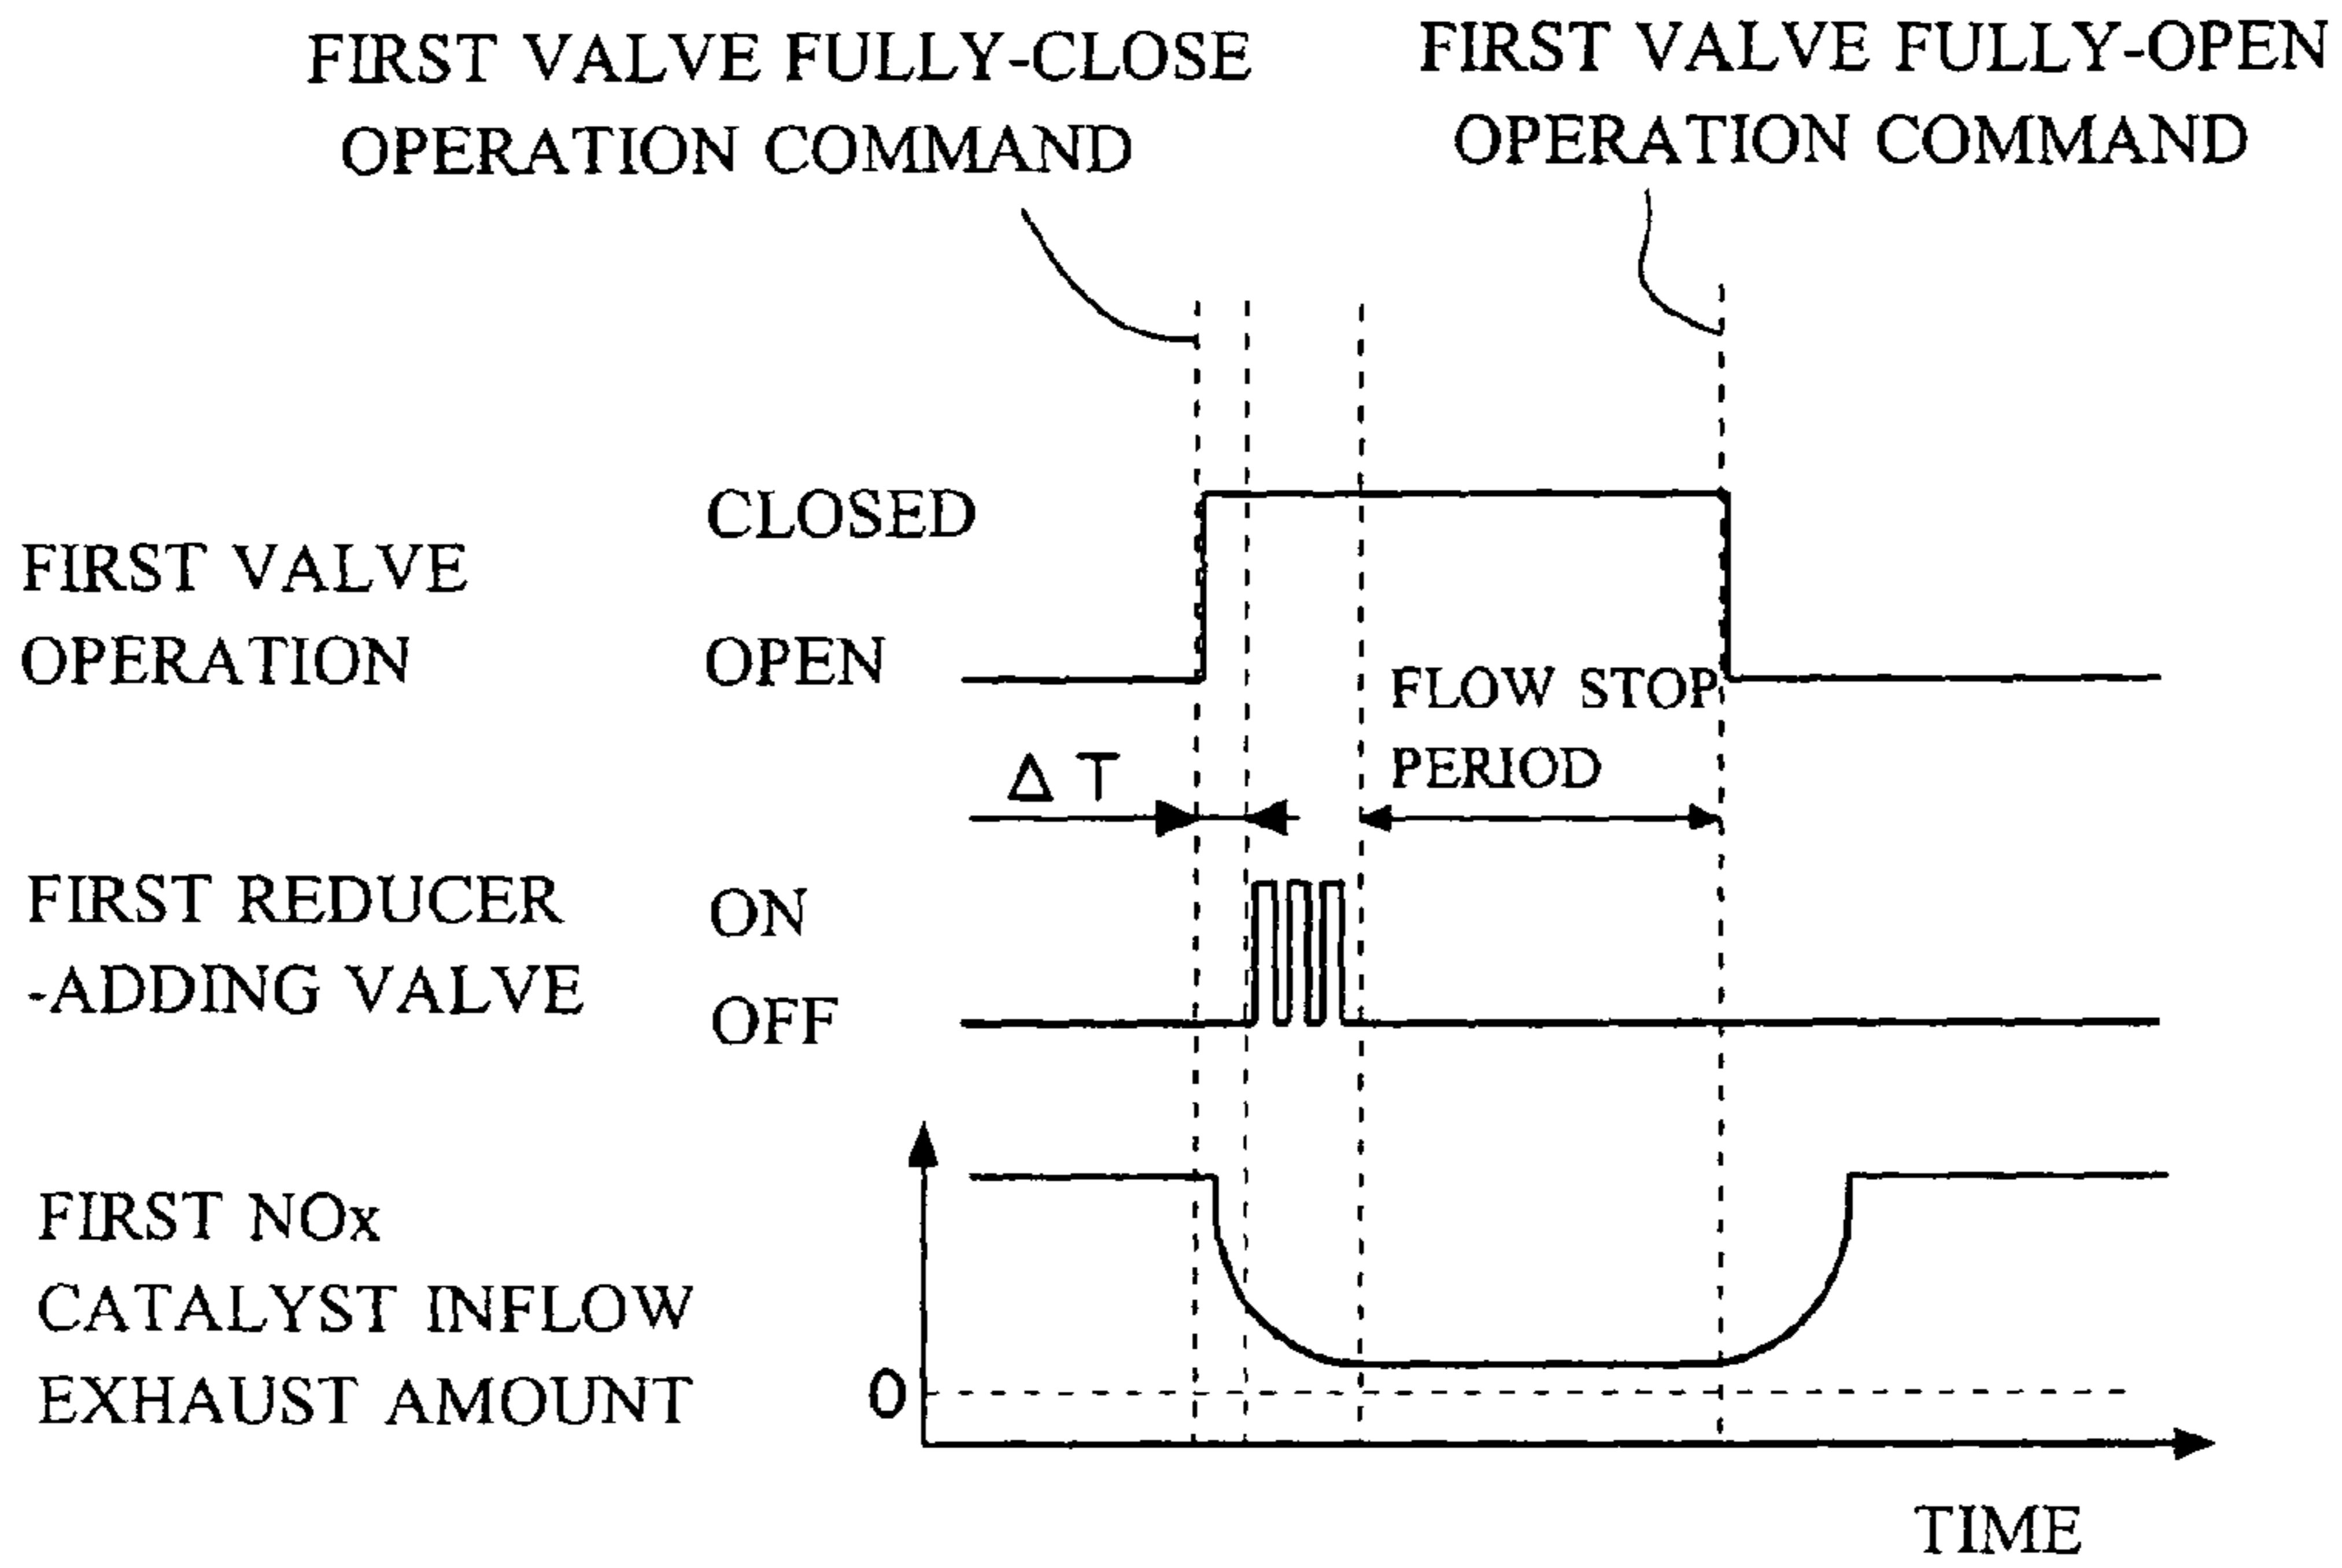 FIRST VALVE FULLY-CLOSE
OPERATION COMMAND
FIRST VALVE FULLY-OPEN
OPERATION COMMAND
FIRST VALVE
OPERATION
CLOSED
OPEN
FLOW STOP
PERIOD
Δ T
FIRST REDUCER
-ADDING VALVE
ON
OFF
FIRST NOx
CATALYST INFLOW
EXHAUST AMOUNT
0
TIME